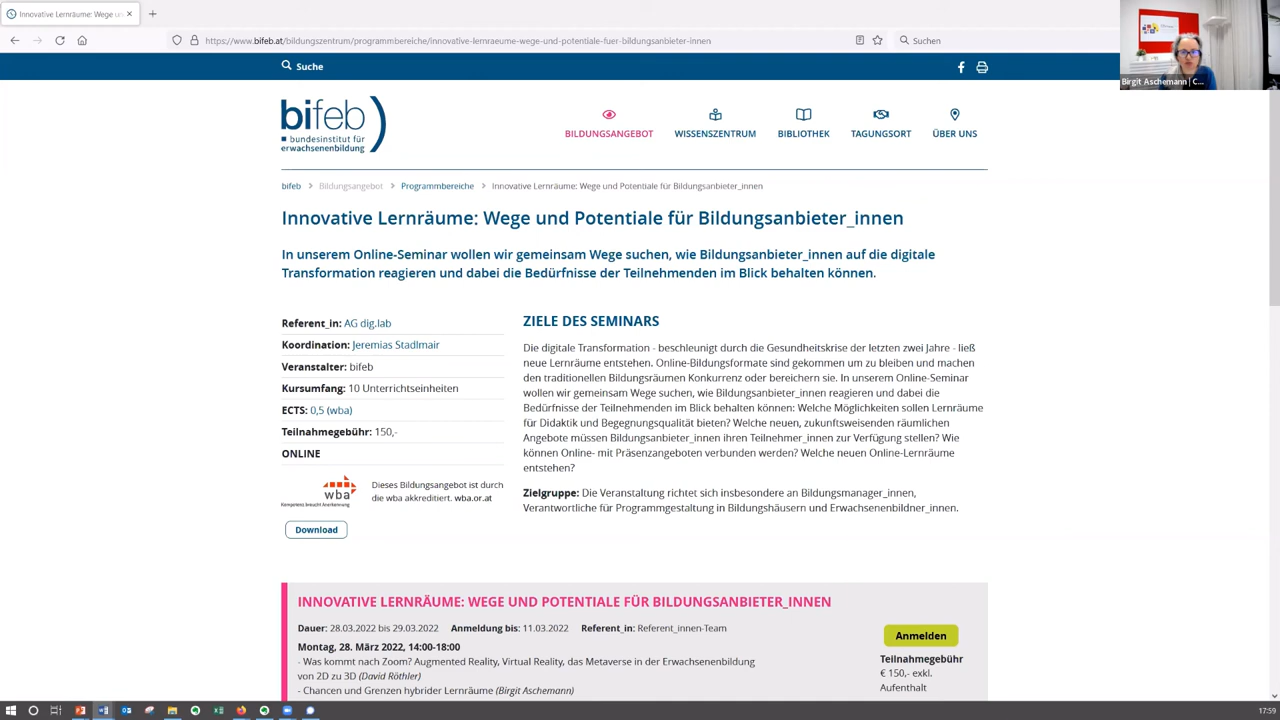 Innovative Lernräume: Wege u
https://www.bifeb.at/bildungszentrum/programmbereiche/innovative-lernraeume-wege-und-potentiale-fuer-bildungsanbieter-innen
Suchen
Birgit Aschemann | C...
Suche
bifeb)
bundesinstitut für
erwachsenenbildung
BILDUNGSANGEBOT
WISSENSZENTRUM
BIBLIOTHEK
TAGUNGSORT
ÜBER UNS
bifeb > Bildungsangebot > Programmbereiche > Innovative Lernräume: Wege und Potentiale für Bildungsanbieter_innen
Innovative Lernräume: Wege und Potentiale für Bildungsanbieter_innen
In unserem Online-Seminar wollen wir gemeinsam Wege suchen, wie Bildungsanbieter_innen auf die digitale
Transformation reagieren und dabei die Bedürfnisse der Teilnehmenden im Blick behalten können.
Referent_in: AG dig.lab
Koordination: Jeremias Stadlmair
Veranstalter: bifeb
Kursumfang: 10 Unterrichtseinheiten
ECTS: 0,5 (wba)
Teilnahmegebühr: 150,-
ONLINE
wba
Kompetenz braucht Anerkennung.
Dieses Bildungsangebot ist durch
die wba akkreditiert. wba.or.at
Download
ZIELE DES SEMINARS
Die digitale Transformation - beschleunigt durch die Gesundheitskrise der letzten zwei Jahre - ließ
neue Lernräume entstehen. Online-Bildungsformate sind gekommen um zu bleiben und machen
den traditionellen Bildungsräumen Konkurrenz oder bereichern sie. In unserem Online-Seminar
wollen wir gemeinsam Wege suchen, wie Bildungsanbieter_innen reagieren und dabei die
Bedürfnisse der Teilnehmenden im Blick behalten können: Welche Möglichkeiten sollen Lernräume
für Didaktik und Begegnungsqualität bieten? Welche neuen, zukunftsweisenden räumlichen
Angebote müssen Bildungsanbieter_innen ihren Teilnehmer_innen zur Verfügung stellen? Wie
können Online- mit Präsenzangeboten verbunden werden? Welche neuen Online-Lernräume
entstehen?
Zielgruppe: Die Veranstaltung richtet sich insbesondere an Bildungsmanager_innen,
Verantwortliche für Programmgestaltung in Bildungshäusern und Erwachsenenbildner_innen.
INNOVATIVE LERNRÄUME: WEGE UND POTENTIALE FÜR BILDUNGSANBIETER_INNEN
Dauer: 28.03.2022 bis 29.03.2022 Anmeldung bis: 11.03.2022 Referent_in: Referent_innen-Team
Montag, 28. März 2022, 14:00-18:00
- Was kommt nach Zoom? Augmented Reality, Virtual Reality, das Metaverse in der Erwachsenenbildung
von 2D zu 3D (David Röthler)
- Chancen und Grenzen hybrider Lernräume (Birgit Aschemann)
Anmelden
Teilnahmegebühr
€ 150,- exkl.
Aufenthalt
17:59